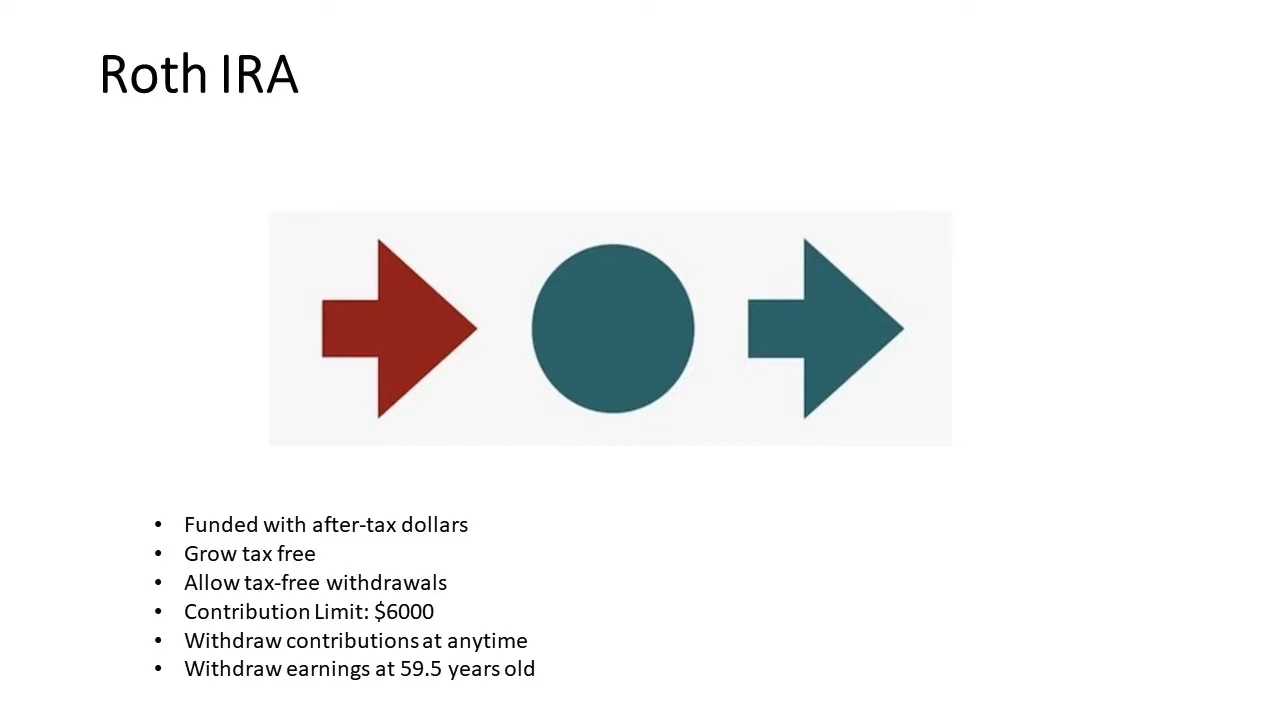 Roth IRA
• Funded with after-tax dollars
• Grow tax free
• Allow tax-free withdrawals
• Contribution Limit: $6000
• Withdraw contributions at anytime
• Withdraw earnings at 59.5 years old